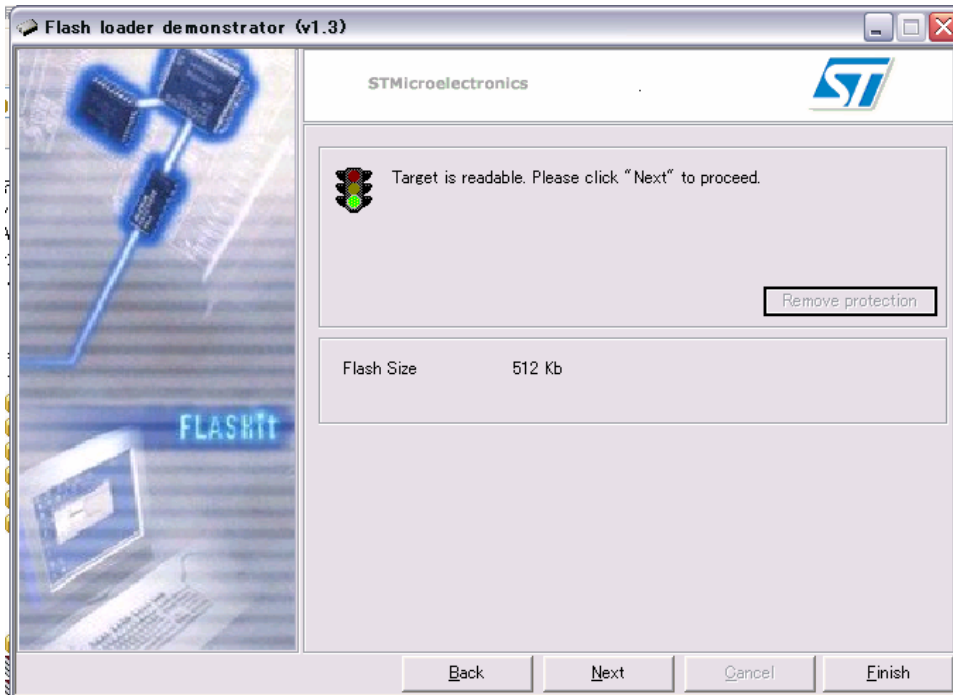 Flash loader demonstrator (v1.3)
STMicroelectronics
ST
Target is readable. Please click "Next" to proceed.
Remove protection
Flash Size 512 Kb
FLASHit
Back Next Cancel Finish